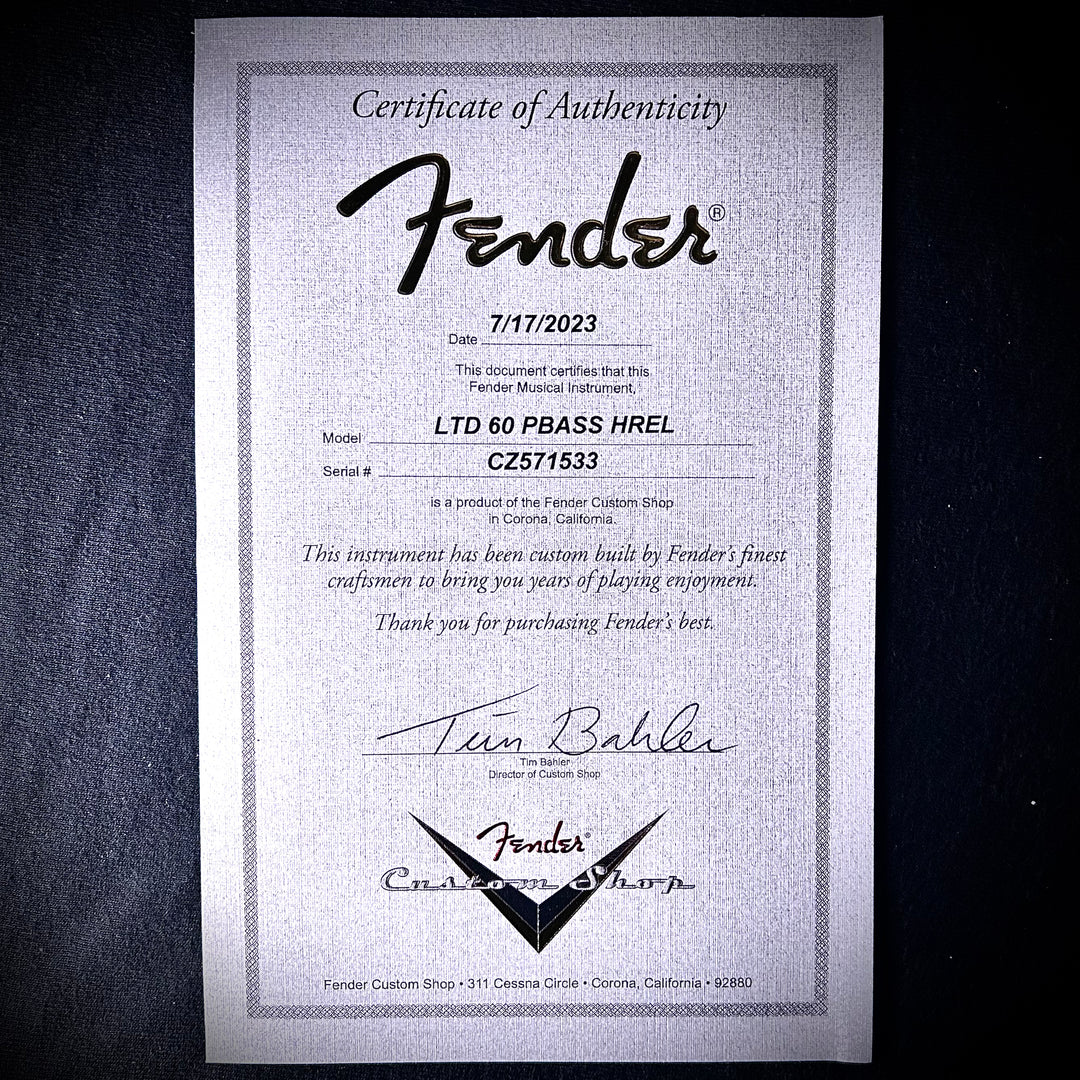 Certificate of Authenticity
Fender®
7/17/2023
Date
This document certifies that this
Fender Musical Instrument,
Model LTD 60 PBASS HREL
Serial # CZ571533
is a product of the Fender Custom Shop
in Corona, California.
This instrument has been custom built by Fender's finest
craftsmen to bring you years of playing enjoyment.
Thank you for purchasing Fender's best.
Tim Bahler
Tim Bahler
Director of Custom Shop
Fender®
Custom Shop
Fender Custom Shop • 311 Cessna Circle • Corona, California • 92880